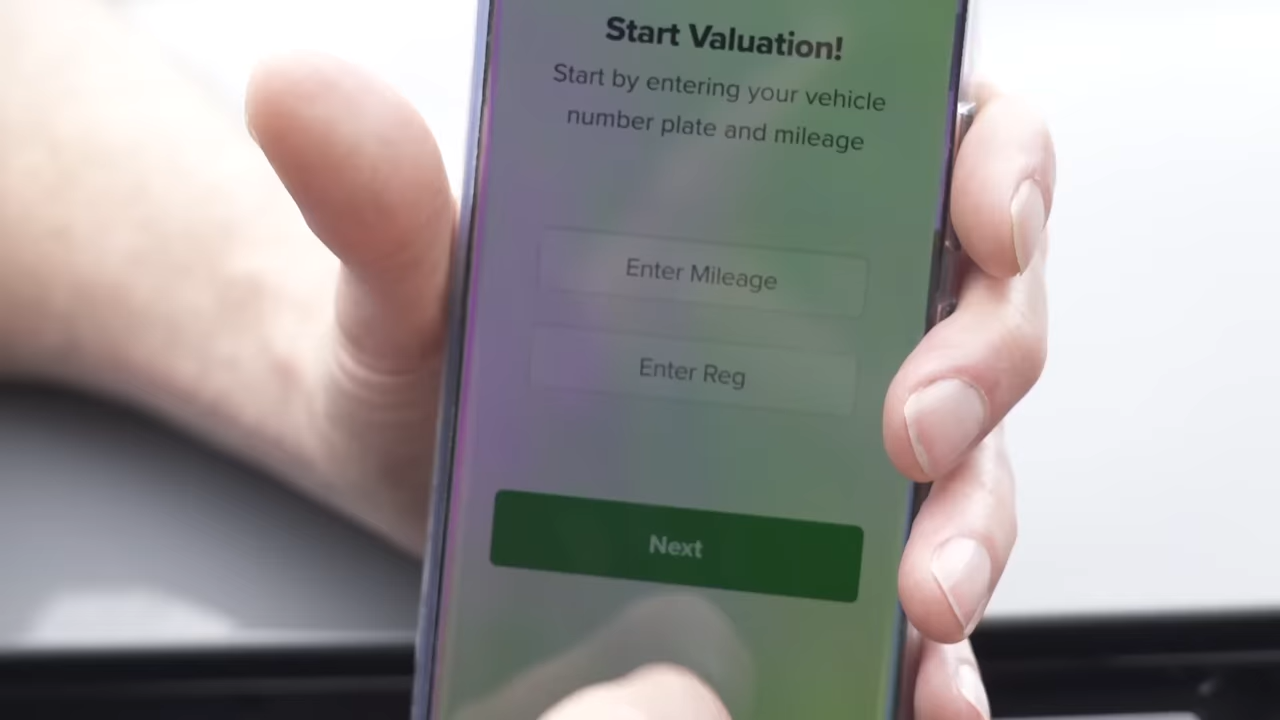 Start Valuation!
Start by entering your vehicle
number plate and mileage
Enter Mileage
Enter Reg
Next